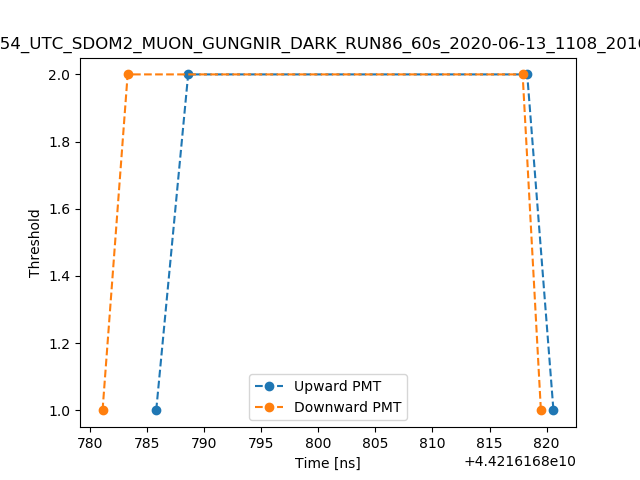 54_UTC_SDOM2_MUON_GUNGNIR_DARK_RUN86_60s_2020-06-13_1108_2016
2.0
1.8
1.6
1.4
1.2
1.0
Threshold
Upward PMT
Downward PMT
780 785 790 795 800 805 810 815 820
Time [ns]
+4.4216168e10